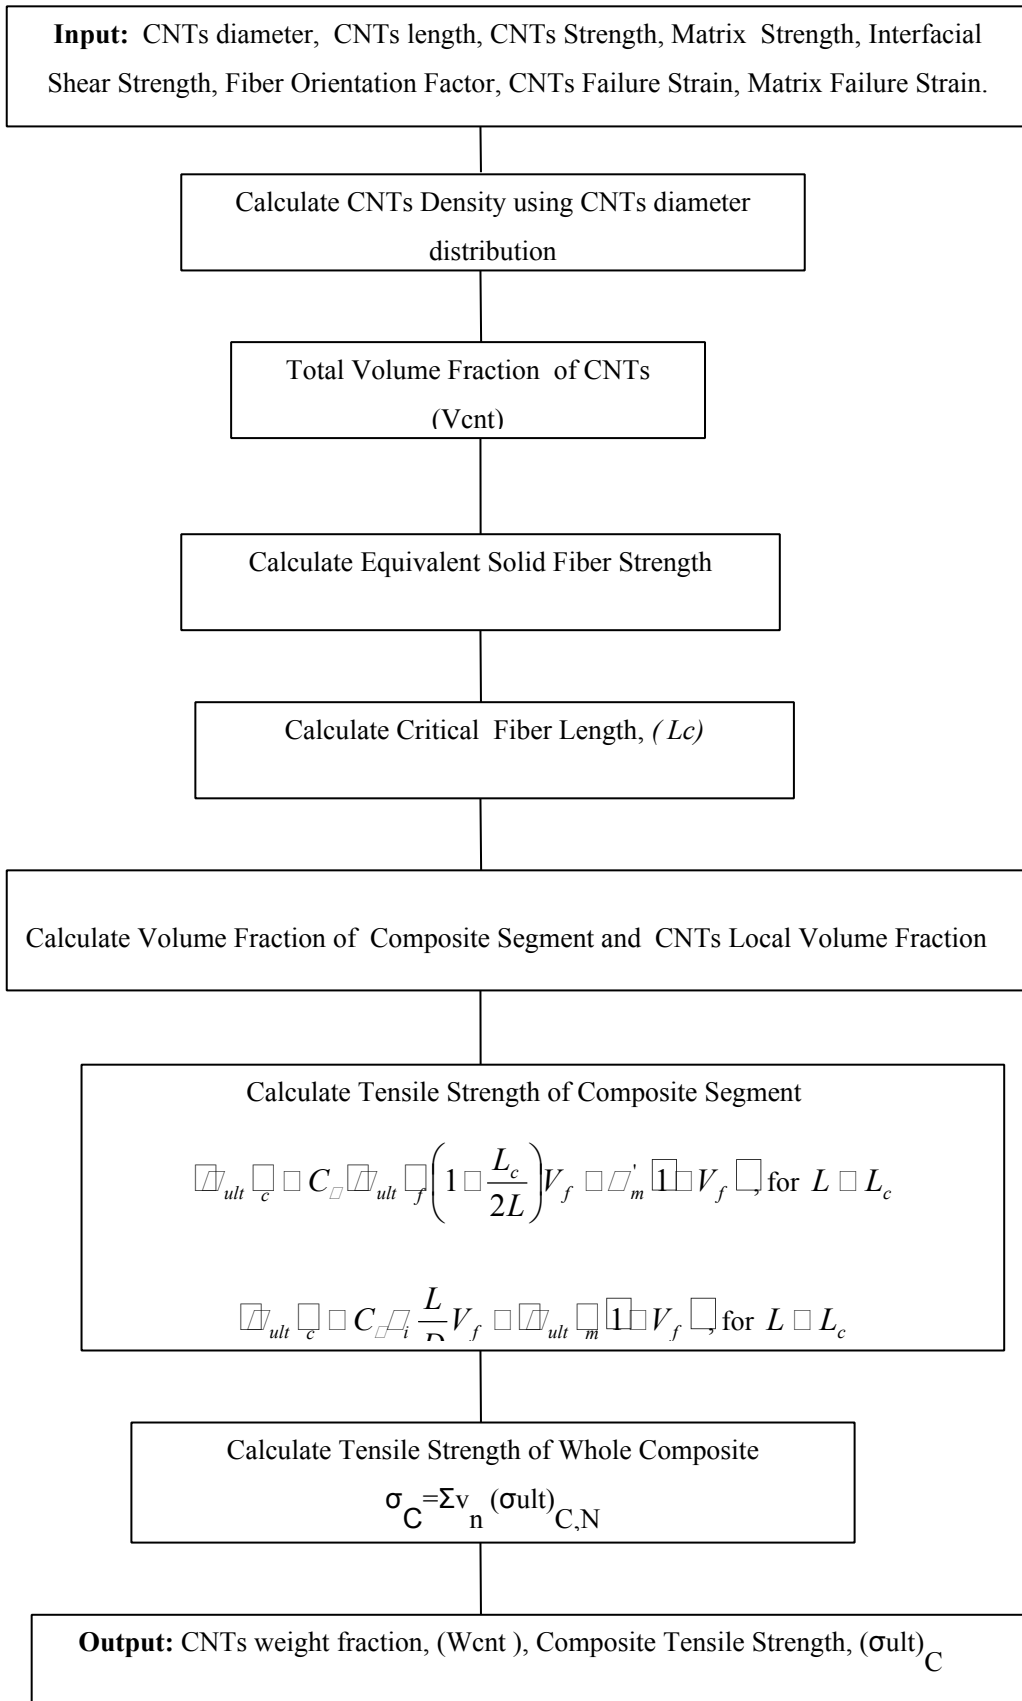 Input: CNTs diameter, CNTs length, CNTs Strength, Matrix Strength, Interfacial
Shear Strength, Fiber Orientation Factor, CNTs Failure Strain, Matrix Failure Strain.
Calculate CNTs Density using CNTs diameter
distribution
Total Volume Fraction of CNTs
(Vcnt)
Calculate Equivalent Solid Fiber Strength
Calculate Critical Fiber Length, ( Lc)
Calculate Volume Fraction of Composite Segment and CNTs Local Volume Fraction
Calculate Tensile Strength of Composite Segment
□□ult□c □ C□□□ult□f(1 □ Lc/2L)Vf □ □'m□1□Vf□, for L □ Lc
□□ult□c □ C□□i L/D Vf □ □□ult□m□1□Vf□, for L □ Lc
Calculate Tensile Strength of Whole Composite
σC=Σvn (σult)C,N
Output: CNTs weight fraction, (Wcnt ), Composite Tensile Strength, (σult)C